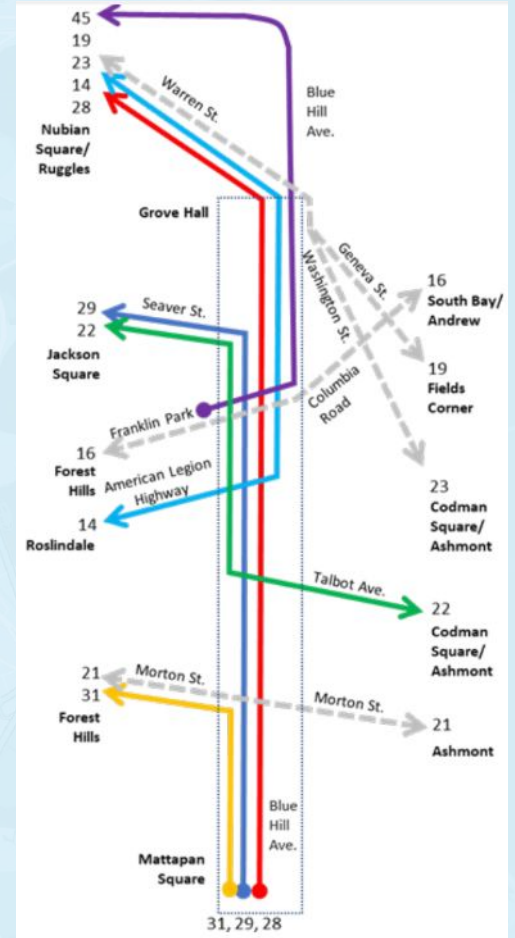 45
19
23
14
28
Nubian
Square/
Ruggles
Warren St.
Blue
Hill
Ave.
Grove Hall
Geneva St.
Washington St.
16
South Bay/
Andrew
29
Seaver St.
22
Jackson
Square
19
Fields
Corner
Columbia
Road
Franklin Park
16
Forest
Hills
American Legion
Highway
14
Roslindale
23
Codman
Square/
Ashmont
Talbot Ave.
22
Codman
Square/
Ashmont
21
Morton St.
31
Forest
Hills
Morton St.
21
Ashmont
Blue
Hill
Ave.
Mattapan
Square
31, 29, 28